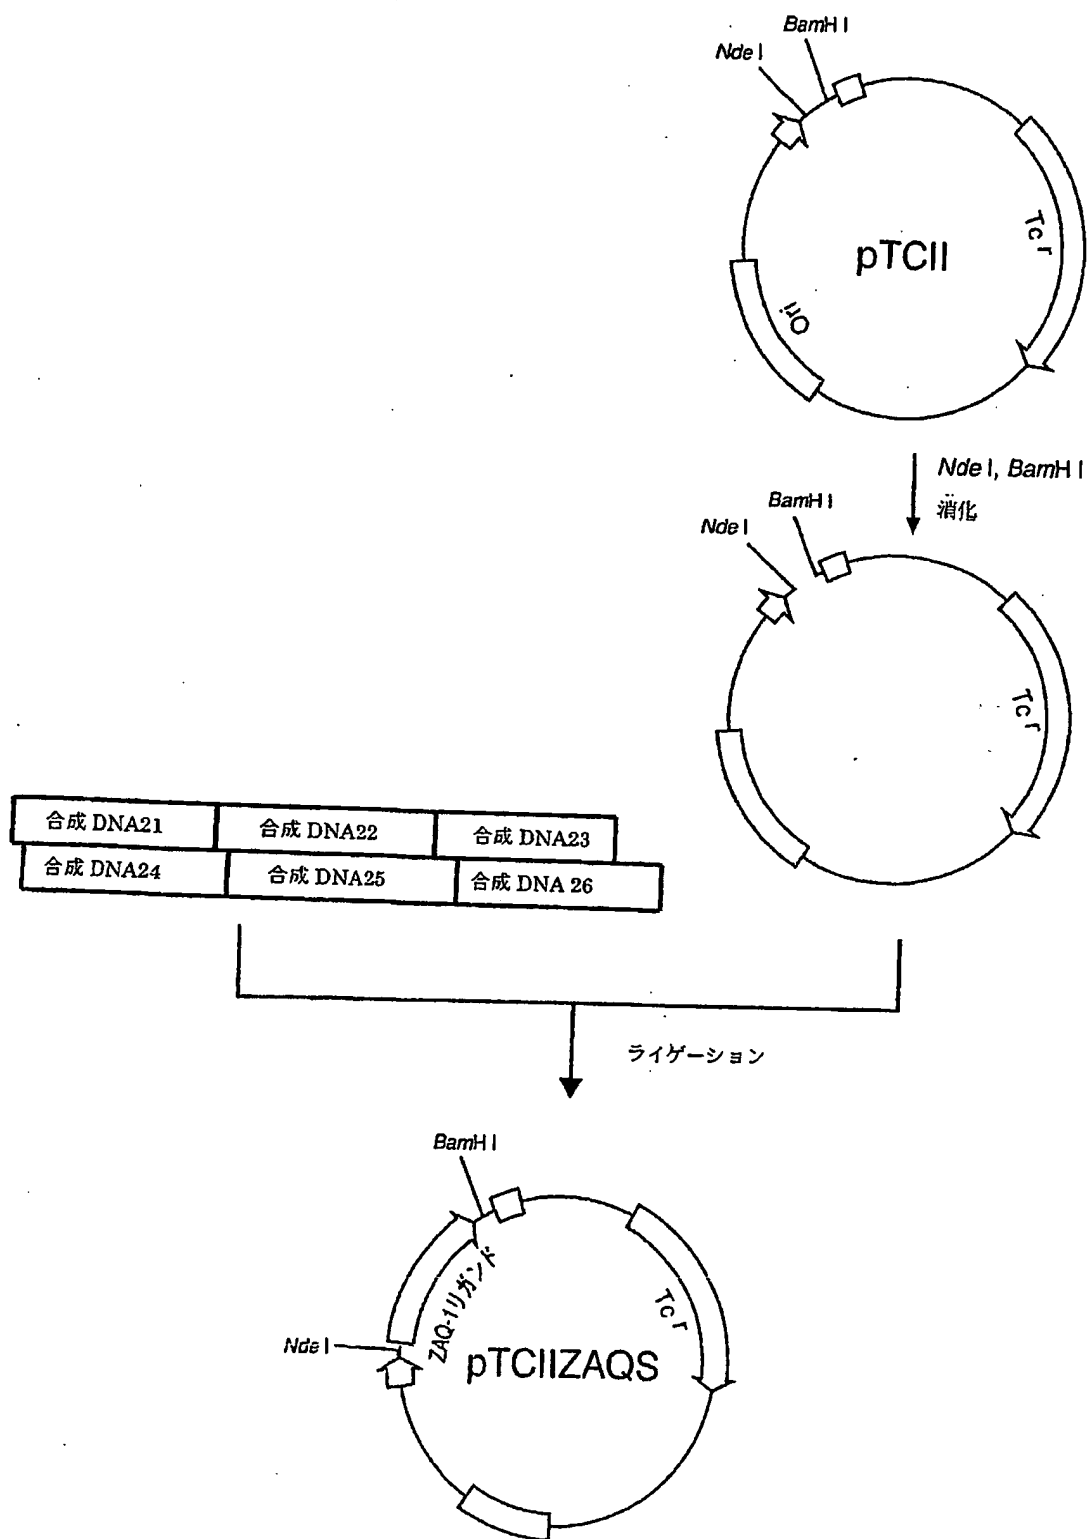 BamH I
Nde I
Tc r
pTCII
Ori
Nde I, BamH I
消化
BamH I
Nde I
Tc r
合成 DNA21
合成 DNA22
合成 DNA23
合成 DNA24
合成 DNA25
合成 DNA 26
ライゲーション
BamH I
ZAQ-1リガンド
Tc r
Nde I
pTCIIZAQS